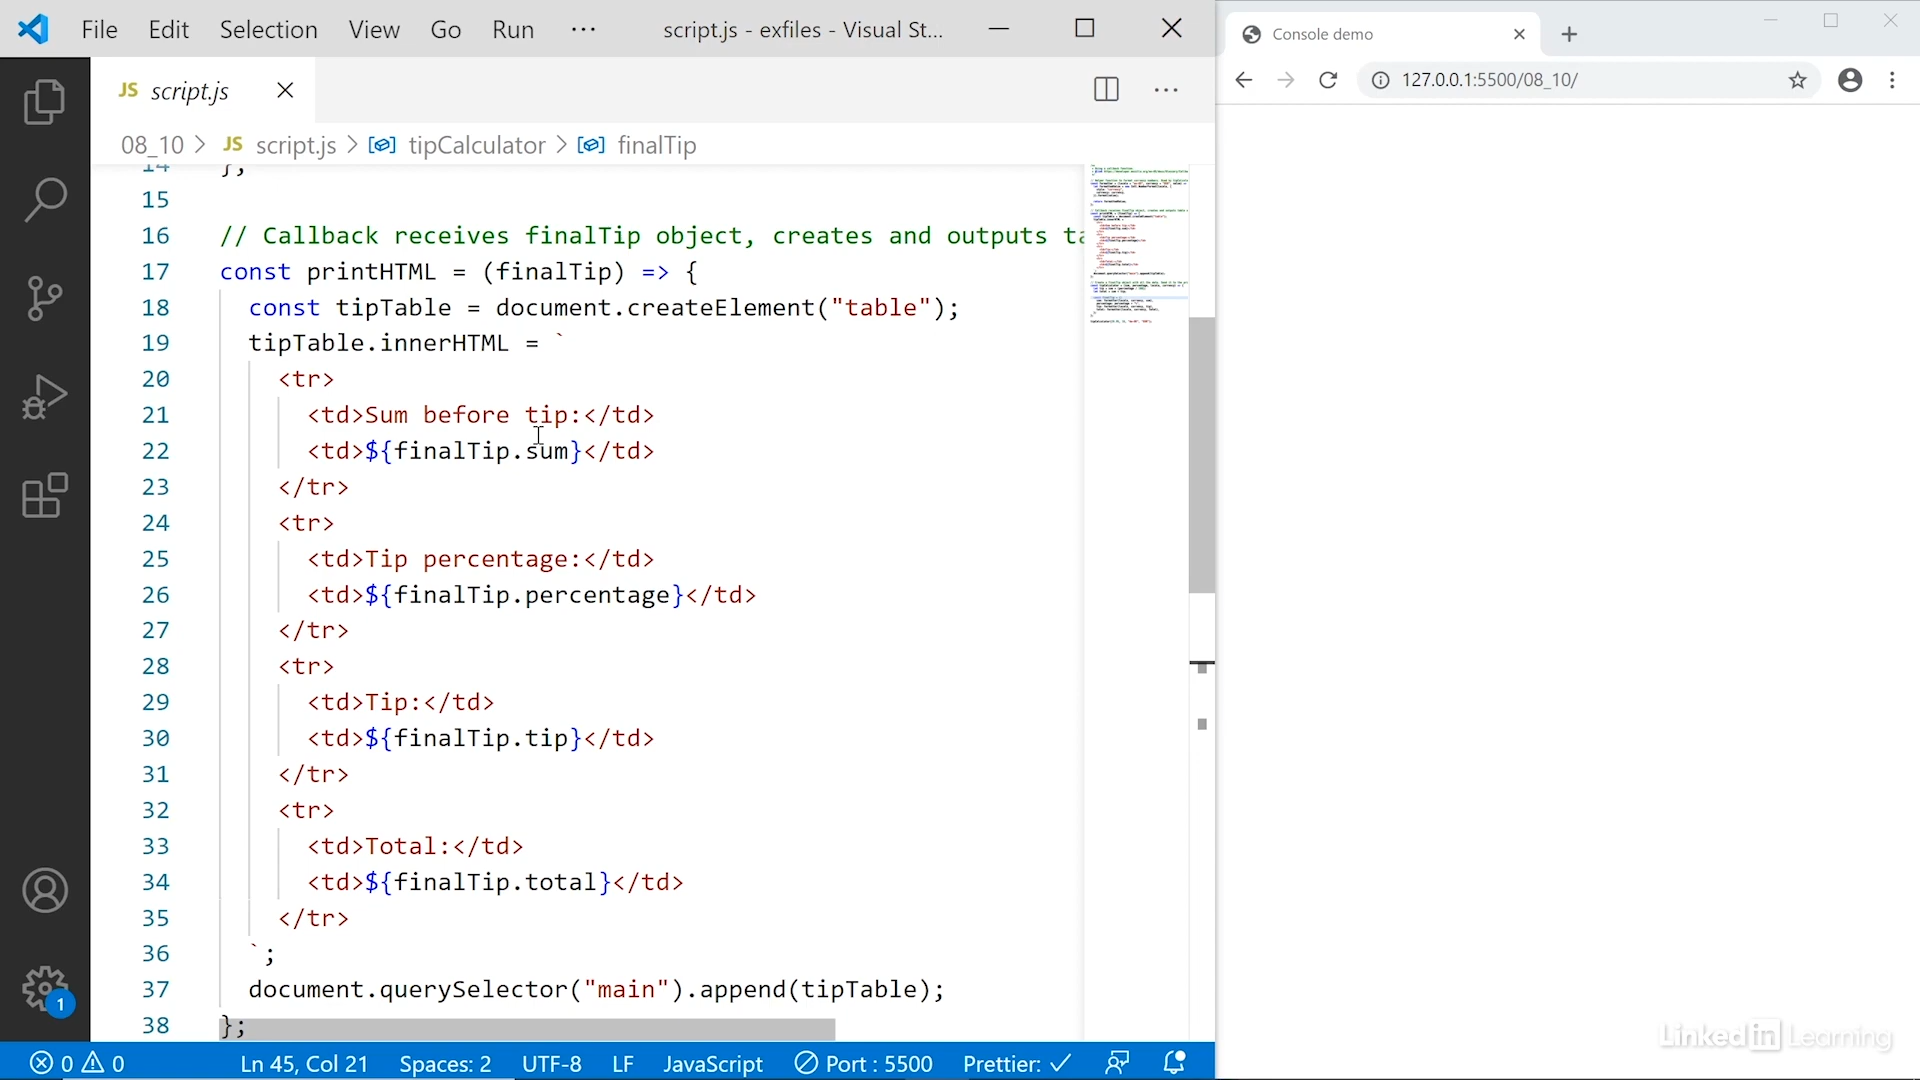 File Edit Selection View Go Run ··· script.js - exfiles - Visual St...
JS script.js
08_10 > JS script.js > tipCalculator > finalTip
14 };
15
16 // Callback receives finalTip object, creates and outputs ta
17 const printHTML = (finalTip) => {
18 const tipTable = document.createElement("table");
19 tipTable.innerHTML = `
20 <tr>
21 <td>Sum before tip:</td>
22 <td>${finalTip.sum}</td>
23 </tr>
24 <tr>
25 <td>Tip percentage:</td>
26 <td>${finalTip.percentage}</td>
27 </tr>
28 <tr>
29 <td>Tip:</td>
30 <td>${finalTip.tip}</td>
31 </tr>
32 <tr>
33 <td>Total:</td>
34 <td>${finalTip.total}</td>
35 </tr>
36 `;
37 document.querySelector("main").append(tipTable);
38 };
1
0 0 Ln 45, Col 21 Spaces: 2 UTF-8 LF JavaScript Port : 5500 Prettier: ✓
Console demo
127.0.0.1:5500/08_10/
LinkedIn Learning